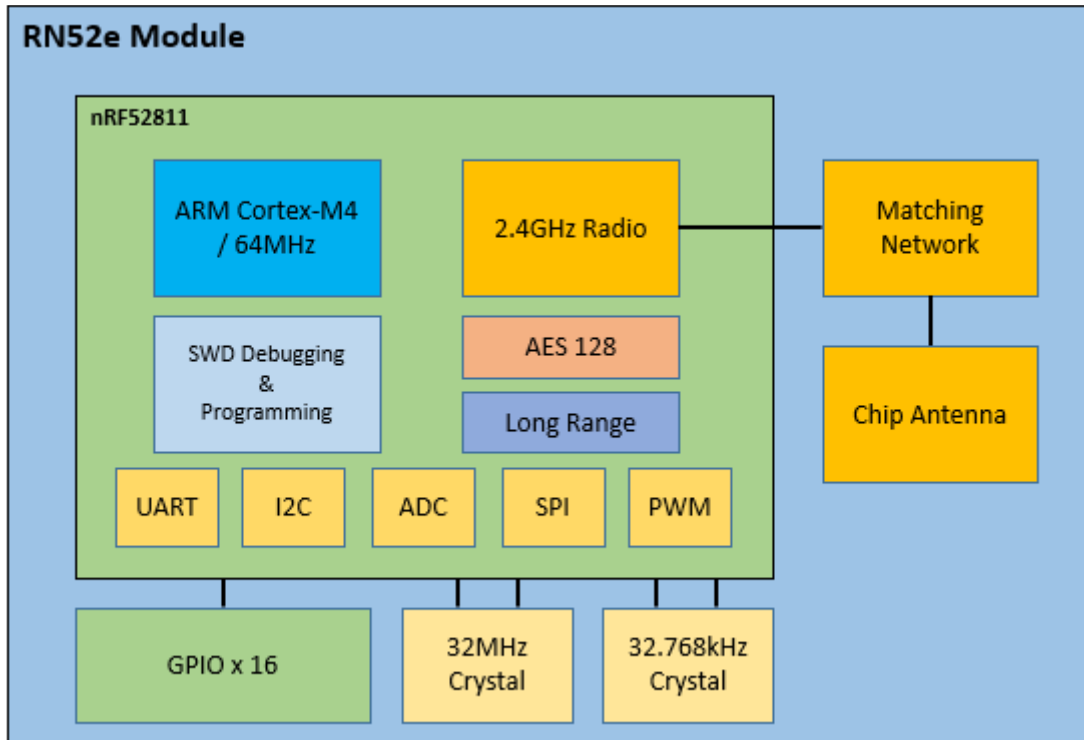 RN52e Module
nRF52811
ARM Cortex-M4
/ 64MHz
2.4GHz Radio
Matching
Network
SWD Debugging
&
Programming
AES 128
Long Range
Chip Antenna
UART
I2C
ADC
SPI
PWM
GPIO x 16
32MHz
Crystal
32.768kHz
Crystal